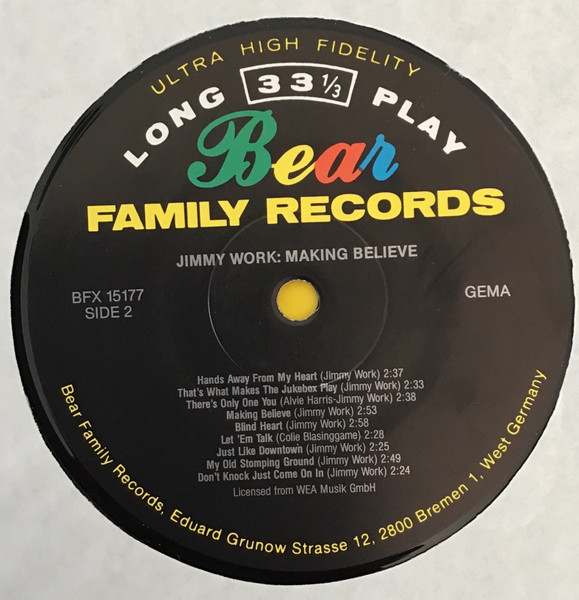 ULTRA HIGH FIDELITY
LONG 33 1/3 PLAY
Bear
FAMILY RECORDS
JIMMY WORK: MAKING BELIEVE
BFX 15177
SIDE 2
GEMA
Hands Away From My Heart (Jimmy Work) 2:37
That's What Makes The Jukebox Play (Jimmy Work) 2:33
There's Only One You (Alvie Harris-Jimmy Work) 2:38
Making Believe (Jimmy Work) 2:53
Blind Heart (Jimmy Work) 2:58
Let 'Em Talk (Colie Blasinggame) 2:28
Just Like Downtown (Jimmy Work) 2:25
My Old Stomping Ground (Jimmy Work) 2:49
Don't Knock Just Come On In (Jimmy Work) 2:24
Licensed from WEA Musik GmbH
Bear Family Records, Eduard Grunow Strasse 12, 2800 Bremen 1, West Germany